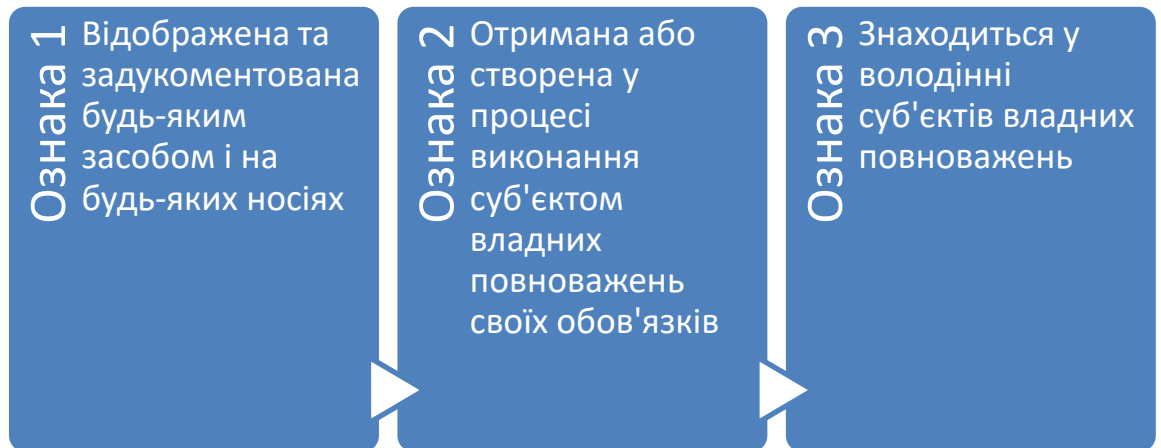 Ознака 1
Відображена та
задукоментована
будь-яким
засобом і на
будь-яких носіях
Ознака 2
Отримана або
створена у
процесі
виконання
суб'єктом
владних
повноважень
своїх обов'язків
Ознака 3
Знаходиться у
володінні
суб'єктів владних
повноважень